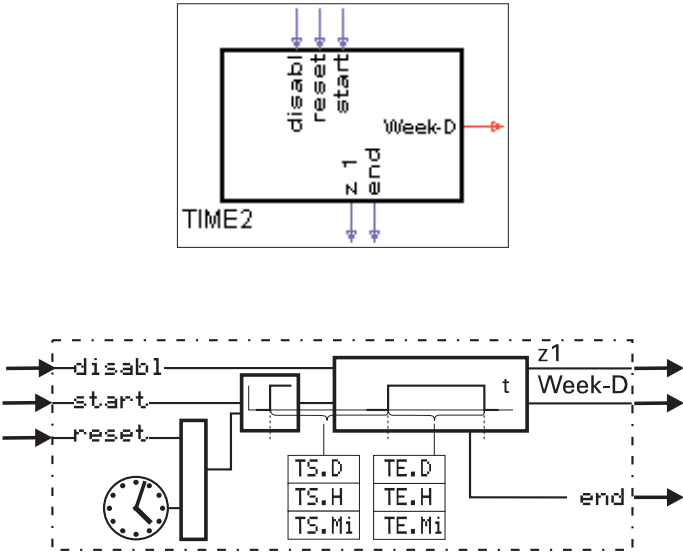 disabl
reset
start
Week-D
z 1
end
TIME2
disabl
z1
start
t
Week-D
reset
TS.D TE.D
TS.H TE.H
TS.Mi TE.Mi
end